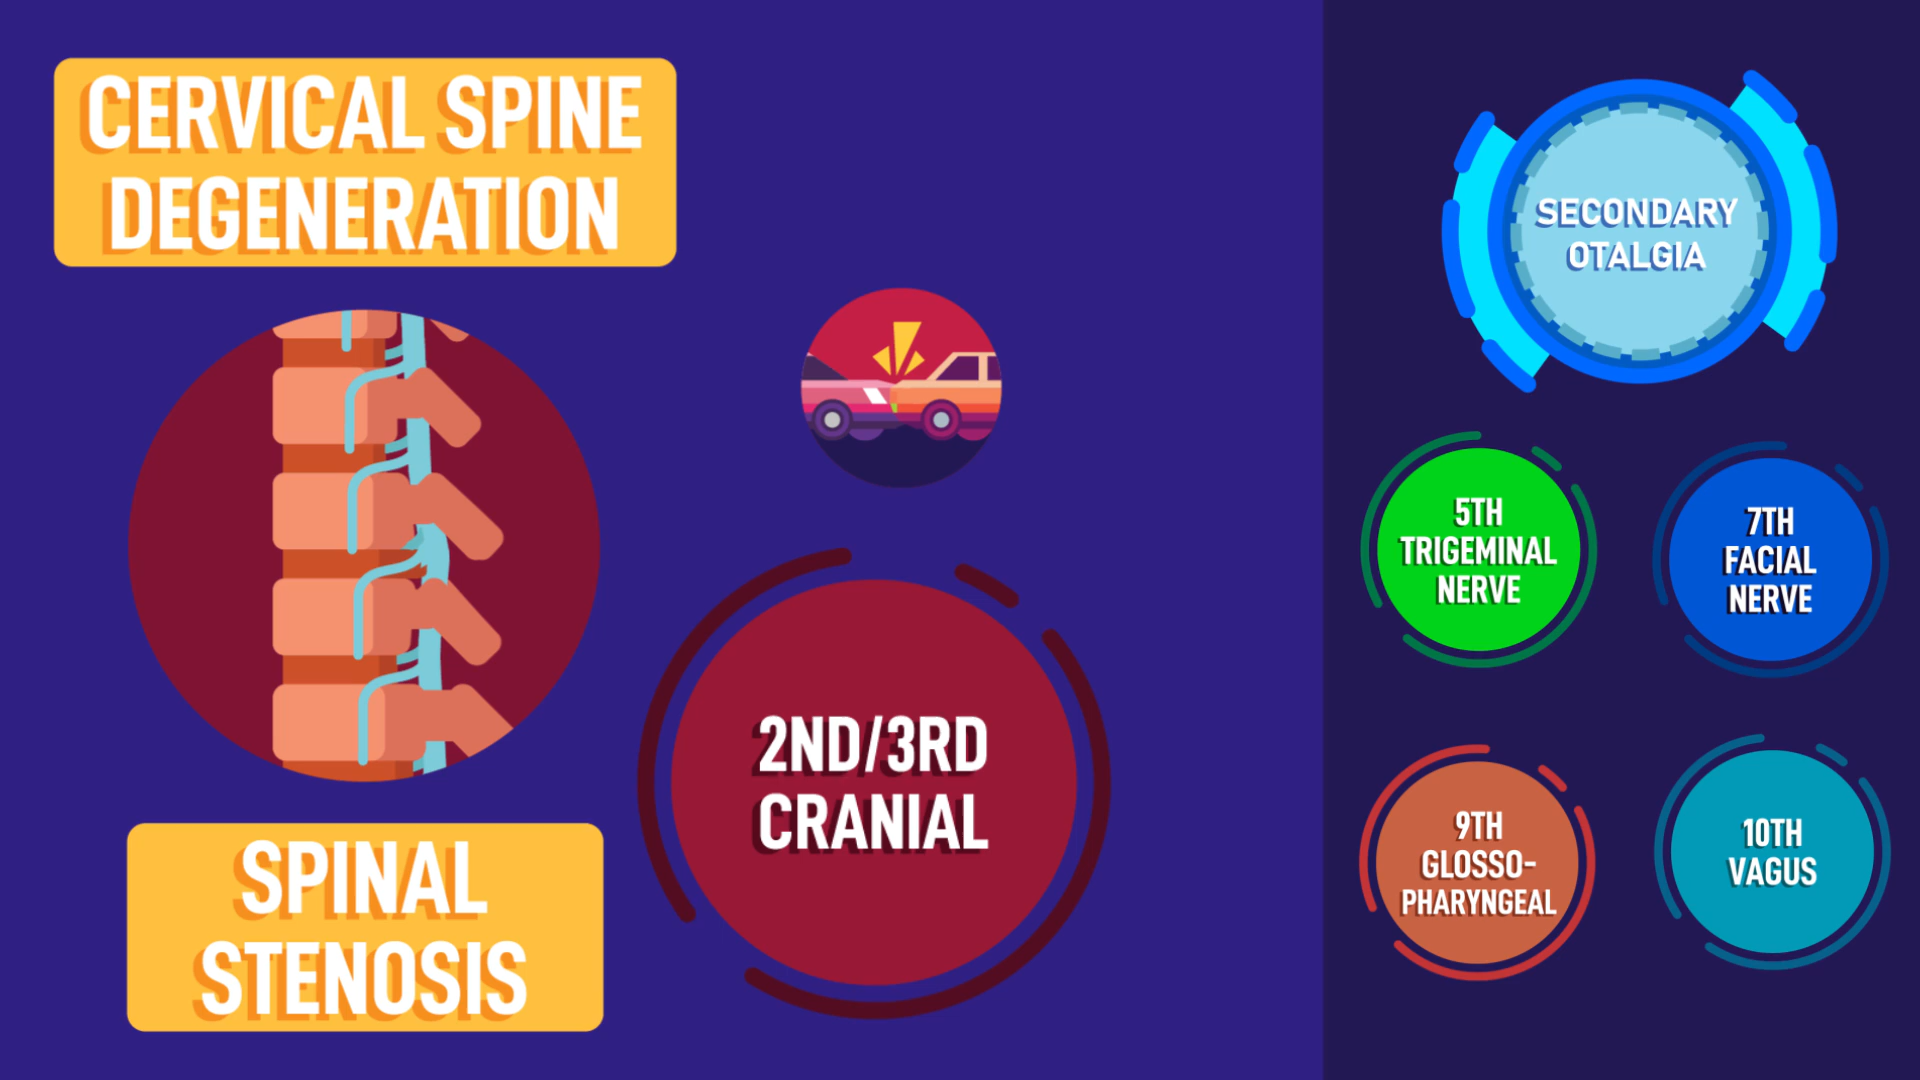 CERVICAL SPINE
DEGENERATION
SPINAL
STENOSIS
2ND/3RD
CRANIAL
SECONDARY
OTALGIA
5TH
TRIGEMINAL
NERVE
7TH
FACIAL
NERVE
9TH
GLOSSO-
PHARYNGEAL
10TH
VAGUS